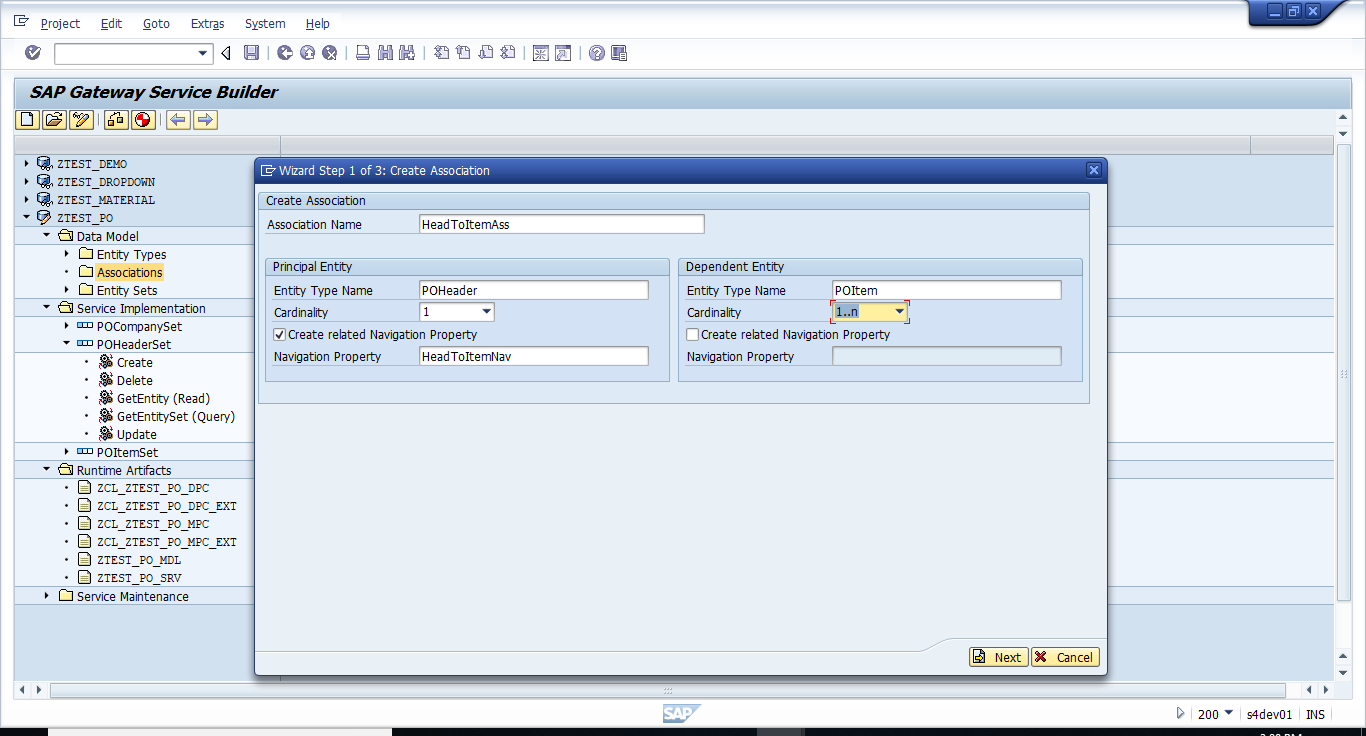 Project Edit Goto Extras System Help
SAP Gateway Service Builder
ZTEST_DEMO
ZTEST_DROPDOWN
ZTEST_MATERIAL
ZTEST_PO
Data Model
Entity Types
Associations
Entity Sets
Service Implementation
POCompanySet
POHeaderSet
Create
Delete
GetEntity (Read)
GetEntitySet (Query)
Update
POItemSet
Runtime Artifacts
ZCL_ZTEST_PO_DPC
ZCL_ZTEST_PO_DPC_EXT
ZCL_ZTEST_PO_MPC
ZCL_ZTEST_PO_MPC_EXT
ZTEST_PO_MDL
ZTEST_PO_SRV
Service Maintenance
Wizard Step 1 of 3: Create Association
Create Association
Association Name HeadToItemAss
Principal Entity
Entity Type Name POHeader
Cardinality 1
Create related Navigation Property
Navigation Property HeadToItemNav
Dependent Entity
Entity Type Name POItem
Cardinality 1..n
Create related Navigation Property
Navigation Property
Next Cancel
SAP
200 s4dev01 INS